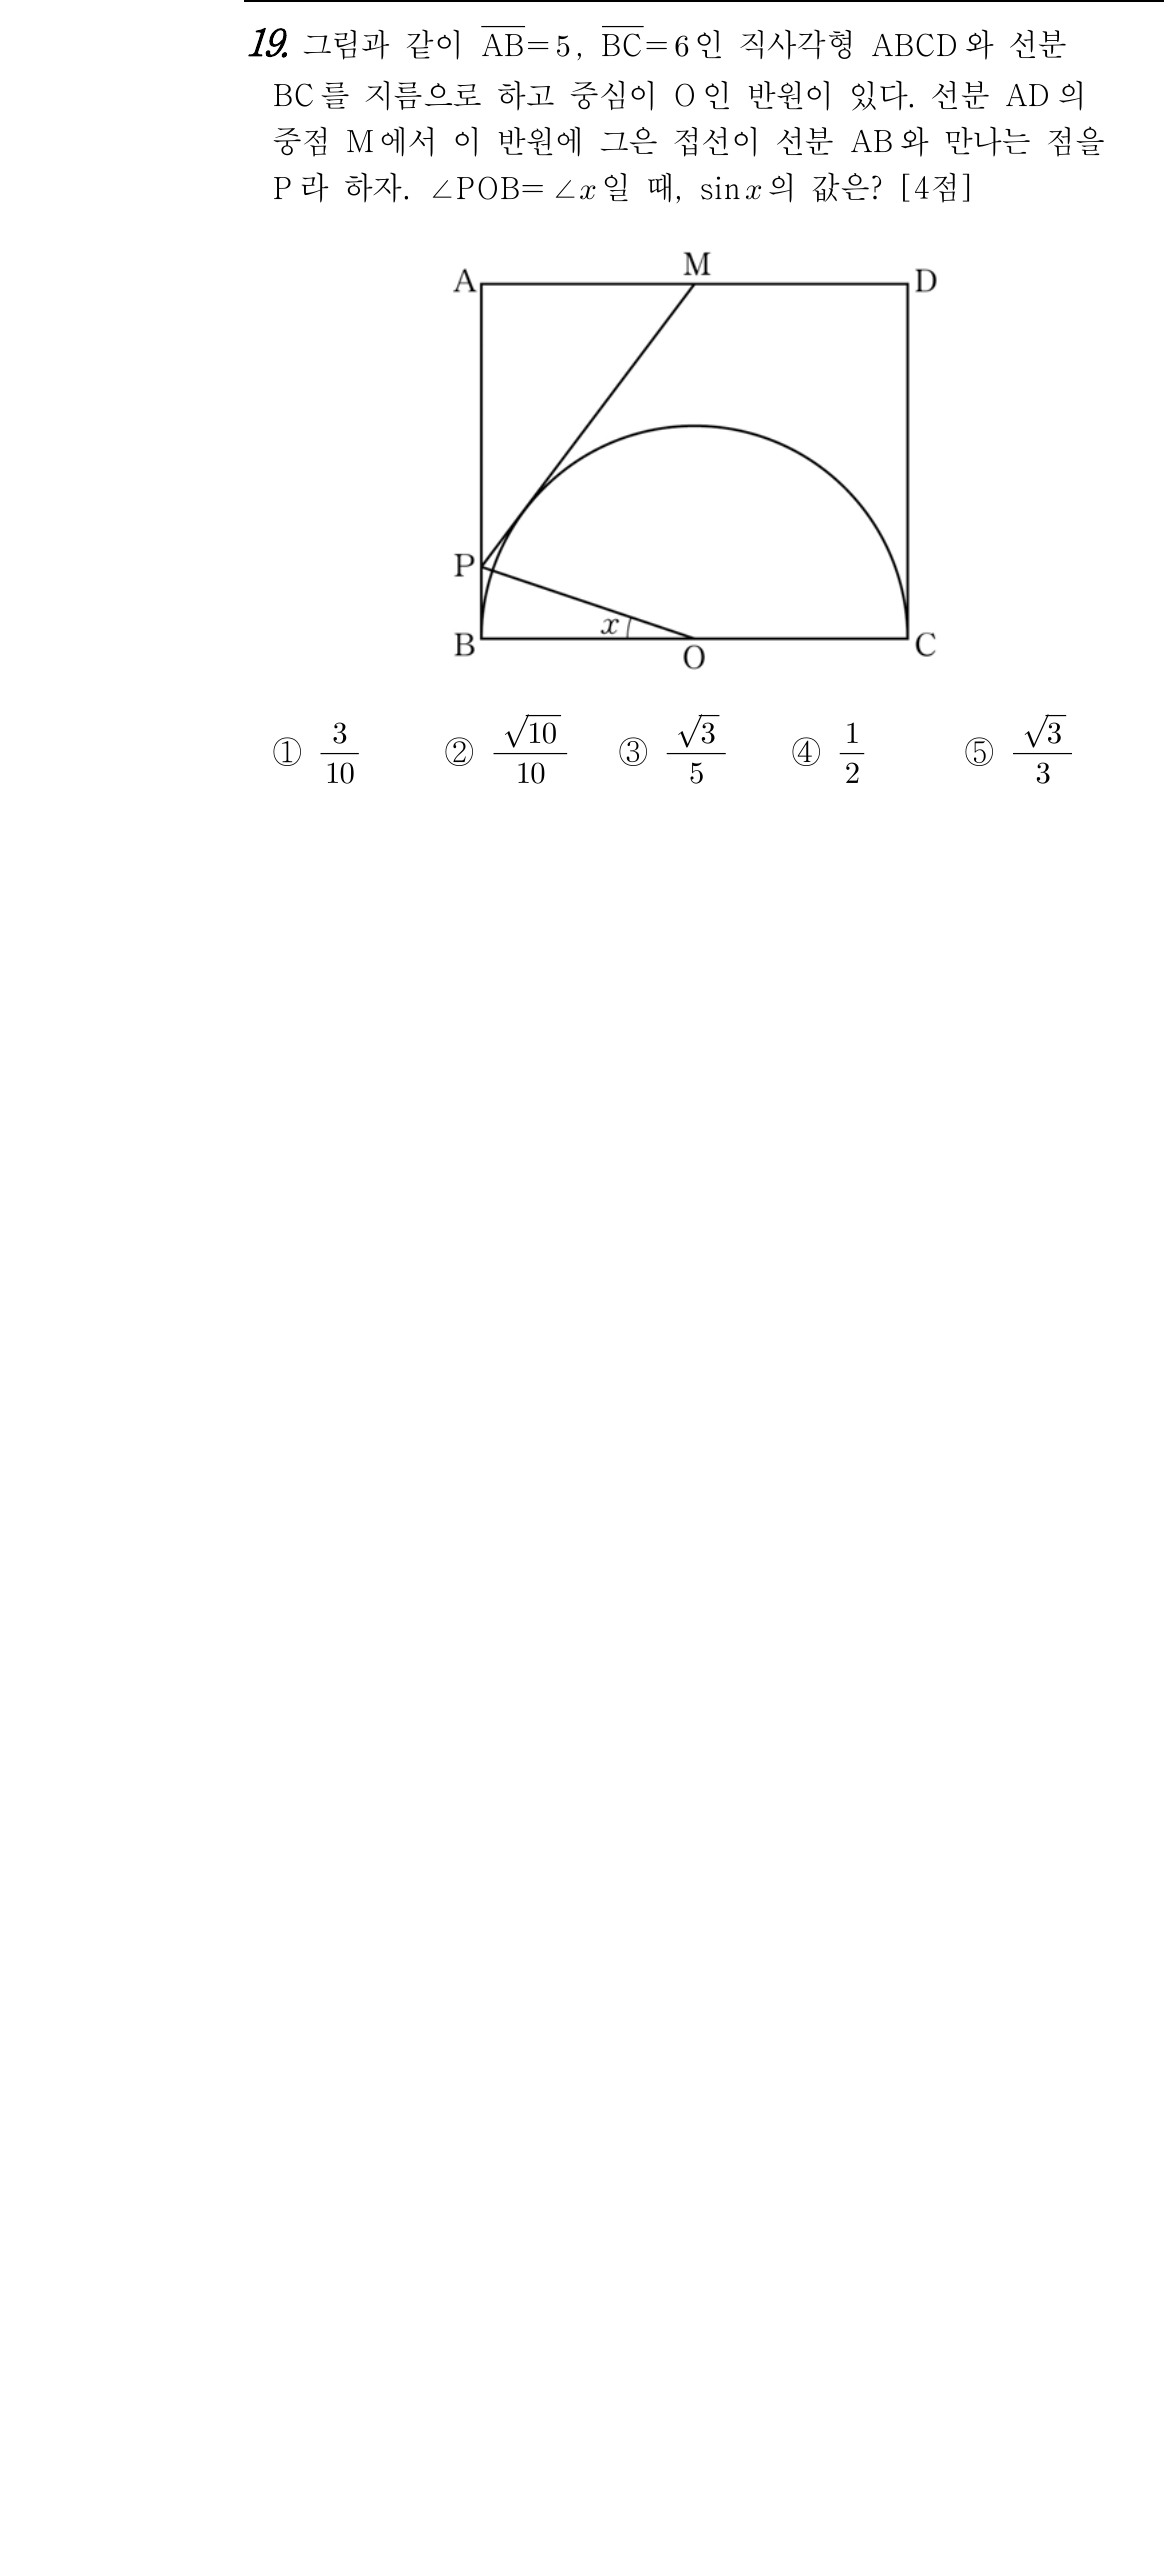 19. 그림과 같이 $\overline{AB}=5$, $\overline{BC}=6$인 직사각형 ABCD와 선분
BC를 지름으로 하고 중심이 O인 반원이 있다. 선분 AD의
중점 M에서 이 반원에 그은 접선이 선분 AB와 만나는 점을
P라 하자. ∠POB=∠x일 때, sin x의 값은? [4점]
A M D
P
x
B O C
① $\frac{3}{10}$ ② $\frac{\sqrt{10}}{10}$ ③ $\frac{\sqrt{3}}{5}$ ④ $\frac{1}{2}$ ⑤ $\frac{\sqrt{3}}{3}$